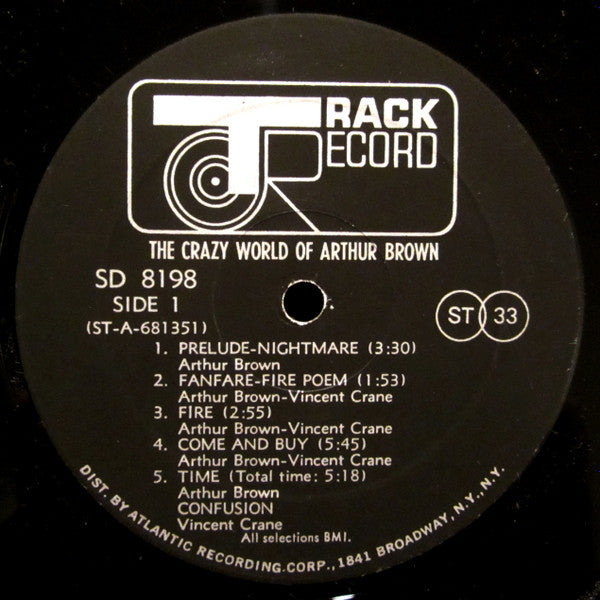 TRACK
RECORD
THE CRAZY WORLD OF ARTHUR BROWN
SD 8198
SIDE 1
(ST-A-681351)
ST 33
1. PRELUDE-NIGHTMARE (3:30)
Arthur Brown
2. FANFARE-FIRE POEM (1:53)
Arthur Brown-Vincent Crane
3. FIRE (2:55)
Arthur Brown-Vincent Crane
4. COME AND BUY (5:45)
Arthur Brown-Vincent Crane
5. TIME (Total time: 5:18)
Arthur Brown
CONFUSION
Vincent Crane
All selections BMI.
DIST. BY ATLANTIC RECORDING.CORP., 1841 BROADWAY, N.Y., N.Y.